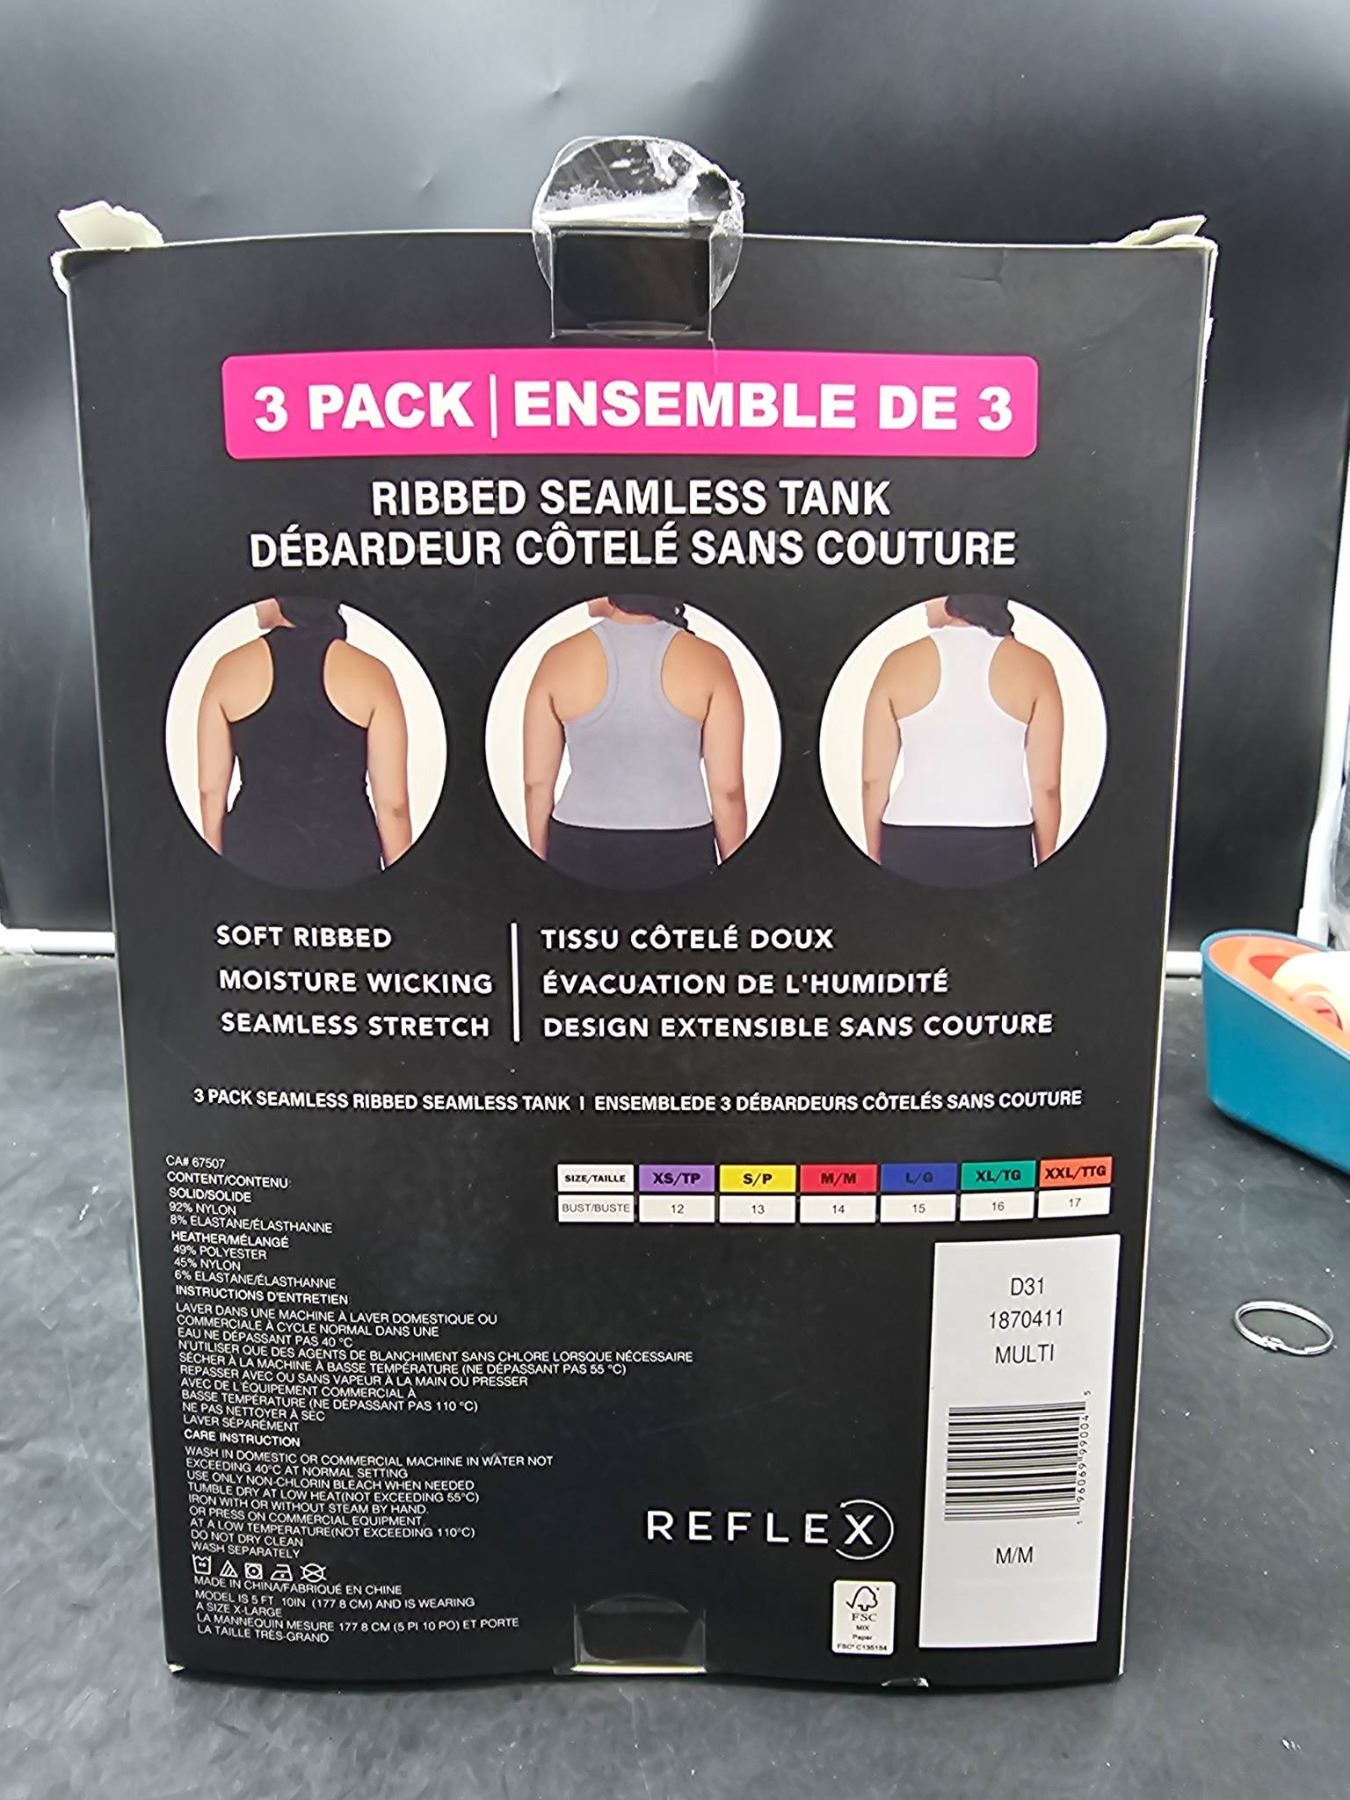 3 PACK | ENSEMBLE DE 3
RIBBED SEAMLESS TANK
DÉBARDEUR CÔTELÉ SANS COUTURE
SOFT RIBBED
MOISTURE WICKING
SEAMLESS STRETCH
TISSU CÔTELÉ DOUX
ÉVACUATION DE L'HUMIDITÉ
DESIGN EXTENSIBLE SANS COUTURE
3 PACK SEAMLESS RIBBED SEAMLESS TANK I ENSEMBLEDE 3 DÉBARDEURS CÔTELÉS SANS COUTURE
CA# 67507
CONTENT/CONTENU:
SOLID/SOLIDE
92% NYLON
8% ELASTANE/ÉLASTHANNE
HEATHER/MÉLANGÉ
49% POLYESTER
45% NYLON
6% ELASTANE/ÉLASTHANNE
INSTRUCTIONS D'ENTRETIEN
LAVER DANS UNE MACHINE À LAVER DOMESTIQUE OU
COMMERCIALE À CYCLE NORMAL DANS UNE
EAU NE DÉPASSANT PAS 40 °C
N'UTILISER QUE DES AGENTS DE BLANCHIMENT SANS CHLORE LORSQUE NÉCESSAIRE
SÉCHER À LA MACHINE À BASSE TEMPÉRATURE (NE DÉPASSANT PAS 55 °C)
REPASSER AVEC OU SANS VAPEUR À LA MAIN OU PRESSER
AVEC DE L'ÉQUIPEMENT COMMERCIAL À
BASSE TEMPÉRATURE (NE DÉPASSANT PAS 110 °C)
NE PAS NETTOYER À SEC
LAVER SÉPARÉMENT
CARE INSTRUCTION
WASH IN DOMESTIC OR COMMERCIAL MACHINE IN WATER NOT
EXCEEDING 40°C AT NORMAL SETTING
USE ONLY NON-CHLORIN BLEACH WHEN NEEDED
TUMBLE DRY AT LOW HEAT(NOT EXCEEDING 55°C)
IRON WITH OR WITHOUT STEAM BY HAND.
OR PRESS ON COMMERCIAL EQUIPMENT.
AT A LOW TEMPERATURE(NOT EXCEEDING 110°C)
DO NOT DRY CLEAN
WASH SEPARATELY
MADE IN CHINA/FABRIQUÉ EN CHINE
MODEL IS 5 FT 10IN (177 8 CM) AND IS WEARING
A SIZE X-LARGE
LA MANNEQUIN MESURE 177 8 CM (5 PI 10 PO) ET PORTE
LA TAILLE TRÈS-GRAND
SIZE/TAILLE XS/TP S/P M/M L/G XL/TG XXL/TTG
BUST/BUSTE 12 13 14 15 16 17
D31
1870411
MULTI
1 96069 99004 5
M/M
REFLEX
FSC
MIX
Paper
FSC® C135154